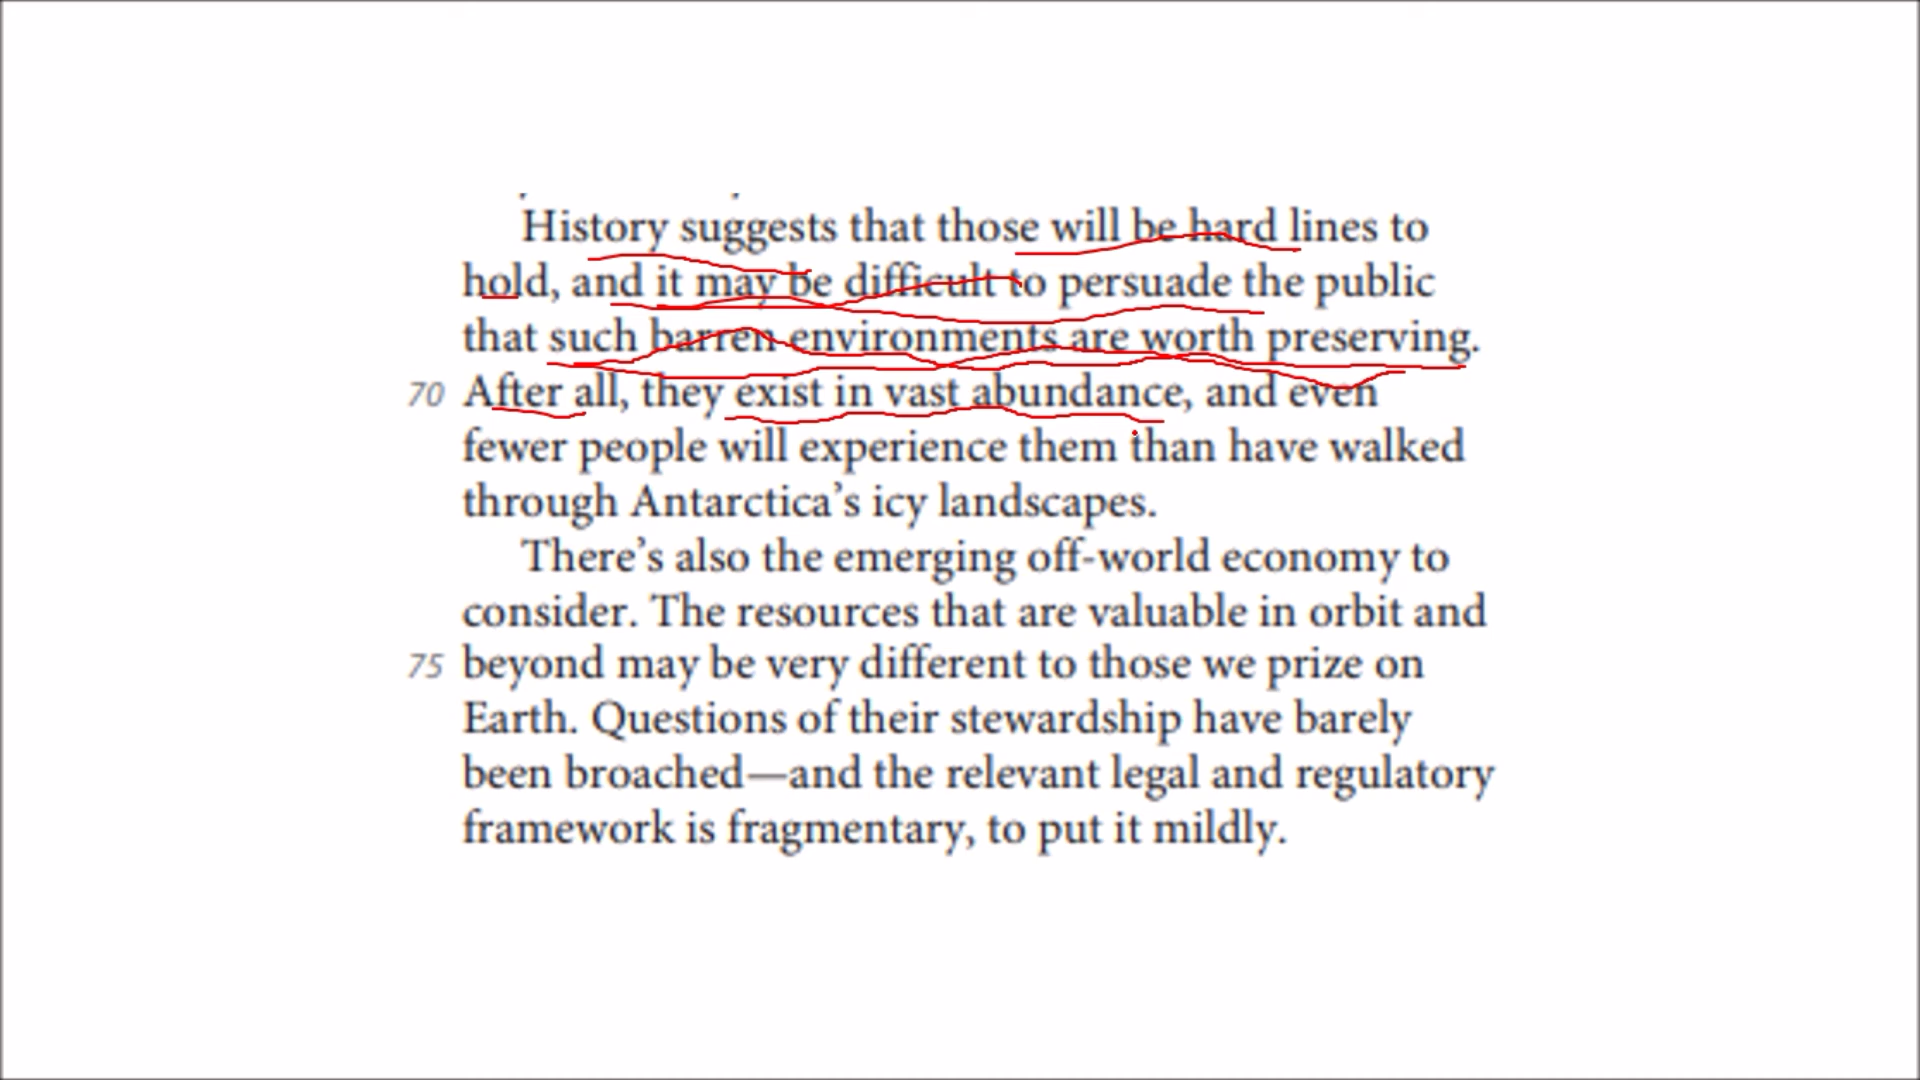 History suggests that those will be hard lines to
hold, and it may be difficult to persuade the public
that such barren environments are worth preserving.
70 After all, they exist in vast abundance, and even
fewer people will experience them than have walked
through Antarctica’s icy landscapes.
There’s also the emerging off-world economy to
consider. The resources that are valuable in orbit and
75 beyond may be very different to those we prize on
Earth. Questions of their stewardship have barely
been broached—and the relevant legal and regulatory
framework is fragmentary, to put it mildly.